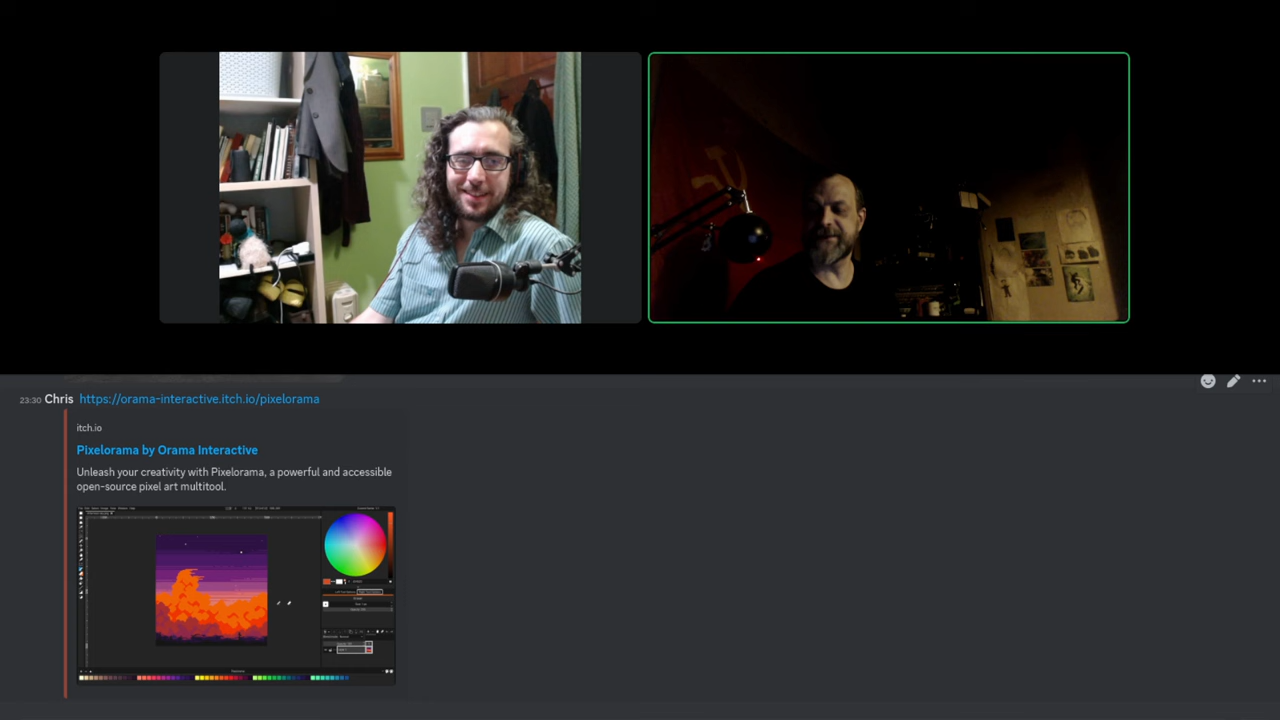 23:30 Chris https://orama-interactive.itch.io/pixelorama
itch.io
Pixelorama by Orama Interactive
Unleash your creativity with Pixelorama, a powerful and accessible
open-source pixel art multitool.